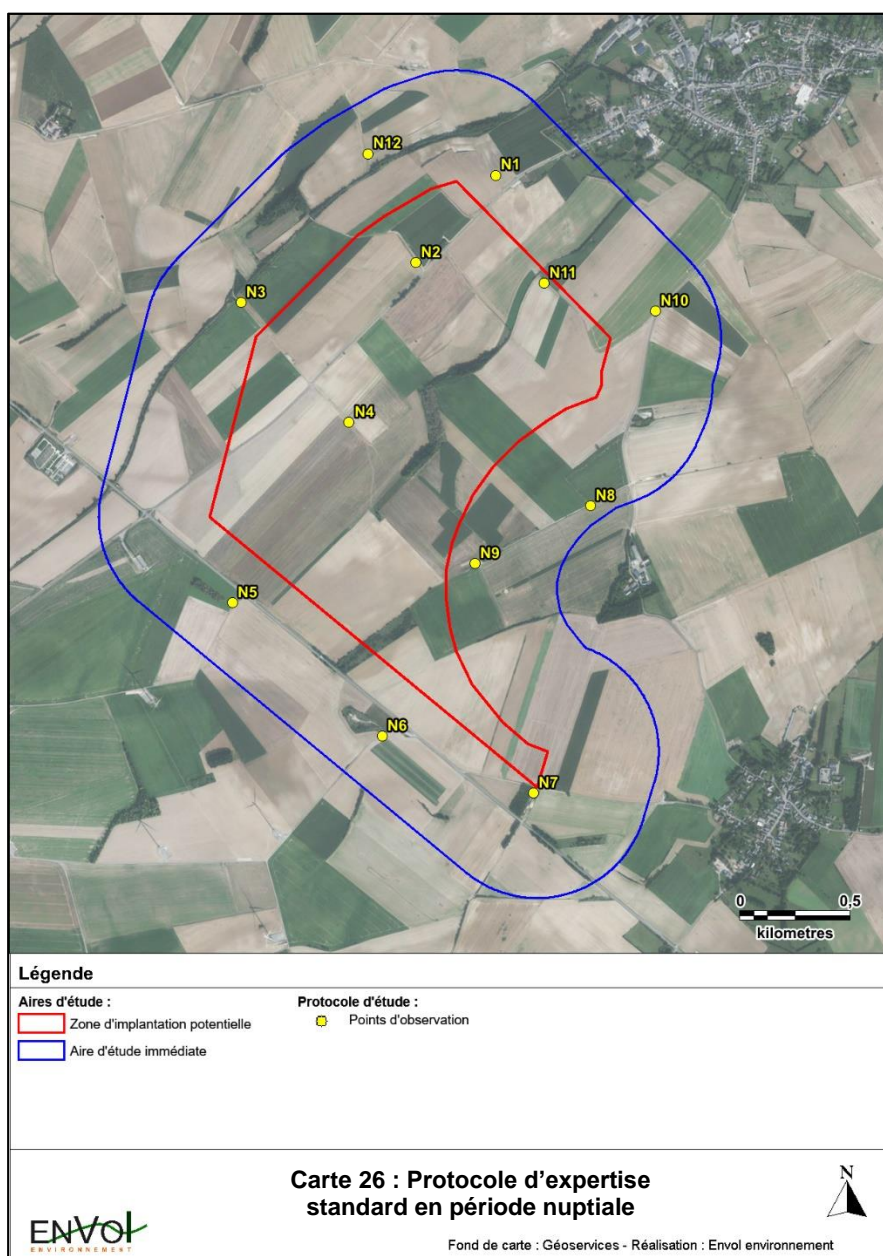 N12
N1
N2
N11
N3
N10
N4
N8
N9
N5
N6
N7
0 0,5
kilometres
Légende
Aires d'étude :
Zone d'implantation potentielle
Aire d'étude immédiate
Protocole d'étude :
Points d'observation
Carte 26 : Protocole d'expertise
standard en période nuptiale
N
ENVOl
ENVIRONNEMENT
Fond de carte : Géoservices - Réalisation : Envol environnement